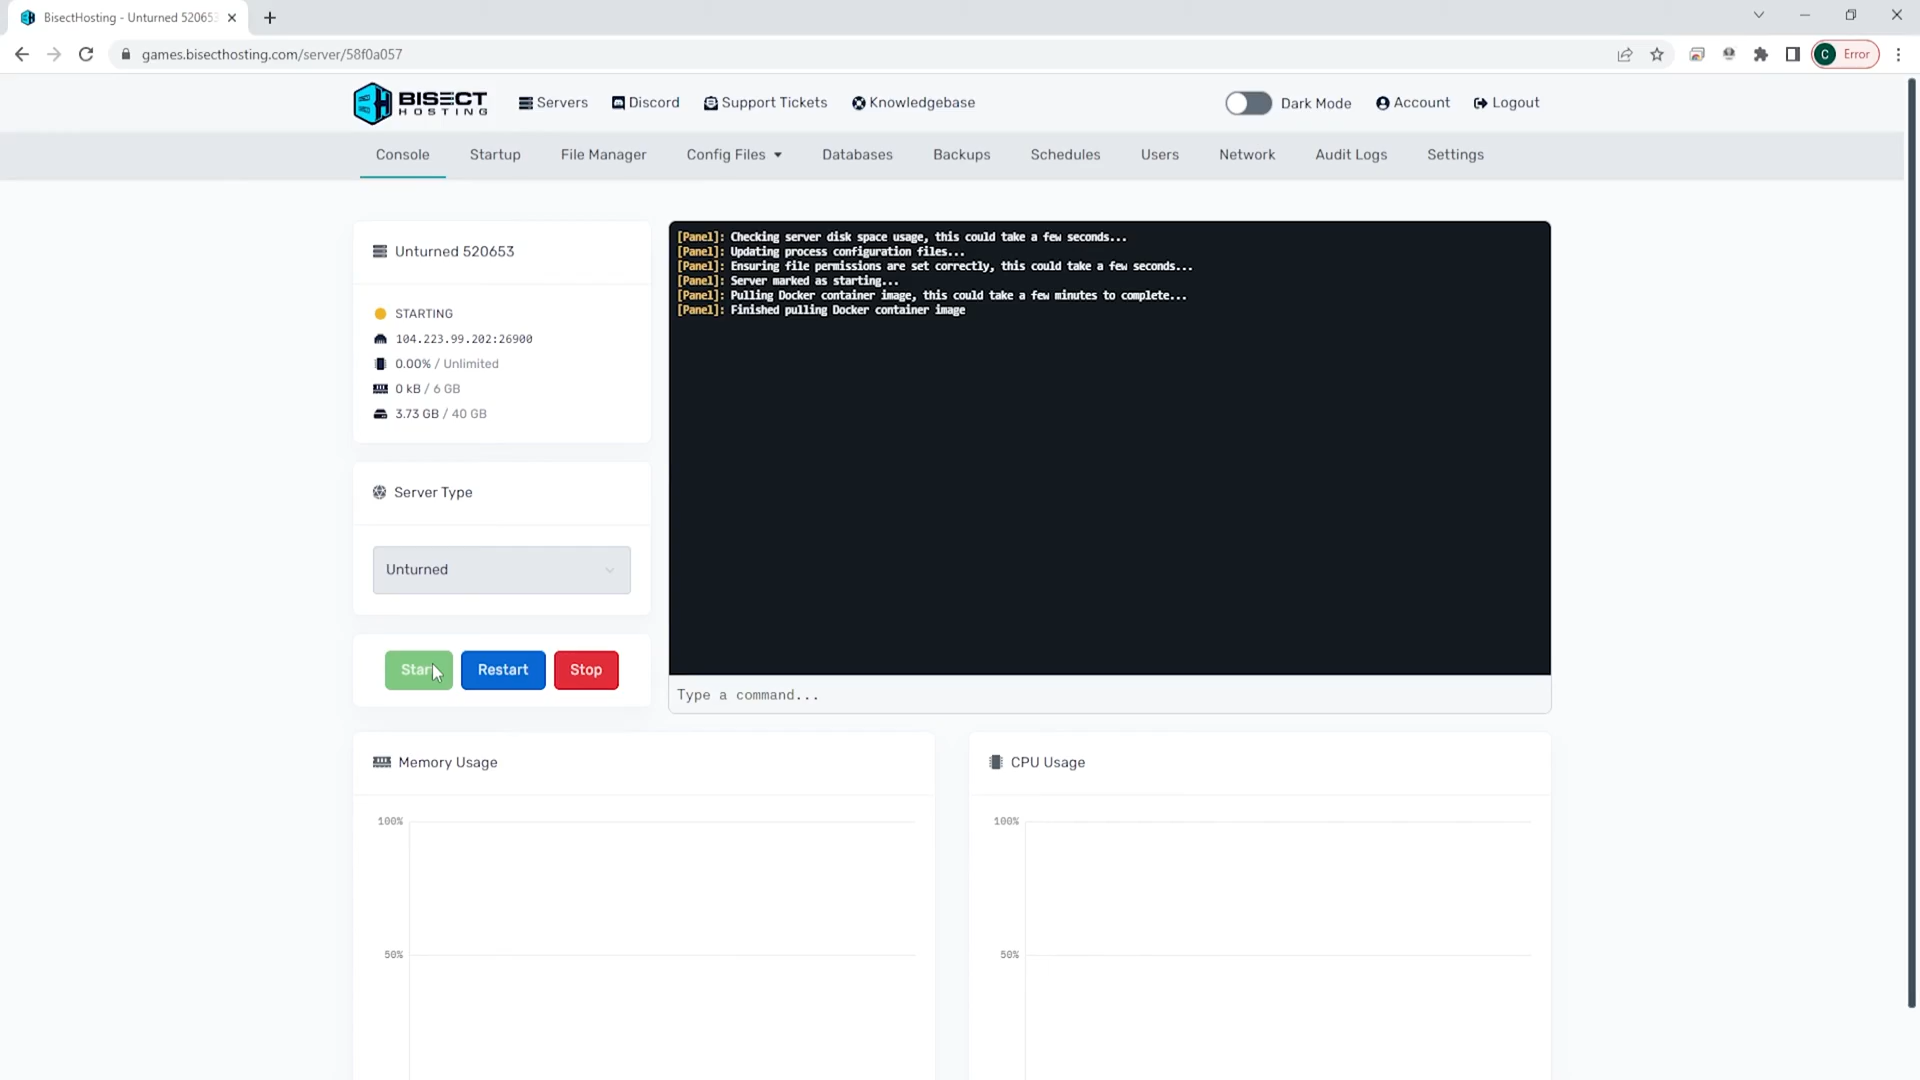 BisectHosting - Unturned 52065
games.bisecthosting.com/server/58f0a057
C Error
BISECT
HOSTING
Servers
Discord
Support Tickets
Knowledgebase
Dark Mode
Account
Logout
Console
Startup
File Manager
Config Files
Databases
Backups
Schedules
Users
Network
Audit Logs
Settings
Unturned 520653
STARTING
104.223.99.202:26900
0.00% / Unlimited
0 kB / 6 GB
3.73 GB / 40 GB
Server Type
Unturned
Start
Restart
Stop
[Panel]: Checking server disk space usage, this could take a few seconds...
[Panel]: Updating process configuration files...
[Panel]: Ensuring file permissions are set correctly, this could take a few seconds...
[Panel]: Server marked as starting...
[Panel]: Pulling Docker container image, this could take a few minutes to complete...
[Panel]: Finished pulling Docker container image
Type a command...
Memory Usage
100%
50%
CPU Usage
100%
50%